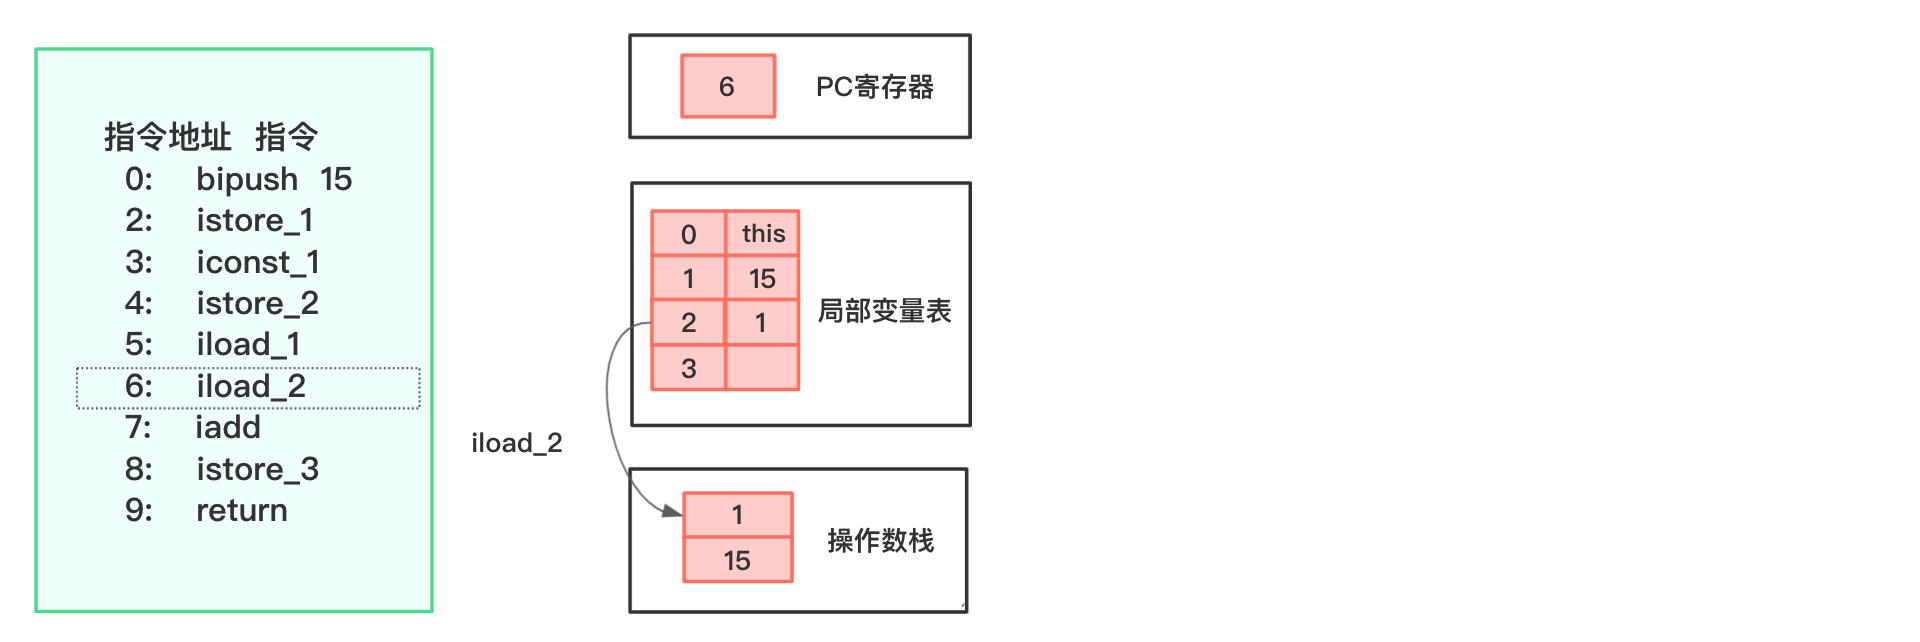 指令地址 指令
0: bipush 15
2: istore_1
3: iconst_1
4: istore_2
5: iload_1
6: iload_2
7: iadd
8: istore_3
9: return
6 PC寄存器
0 this
1 15
2 1
3
局部变量表
iload_2
1
15
操作数栈